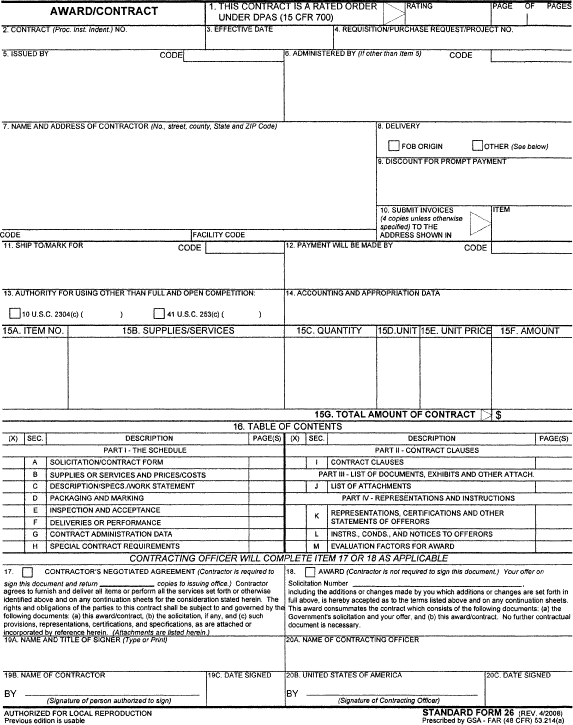 AWARD/CONTRACT
1. THIS CONTRACT IS A RATED ORDER
UNDER DPAS (15 CFR 700)
RATING
PAGE OF PAGES
2. CONTRACT (Proc. Inst. Indent.) NO.
3. EFFECTIVE DATE
4. REQUISITION/PURCHASE REQUEST/PROJECT NO.
5. ISSUED BY
CODE
6. ADMINISTERED BY (If other than Item 5)
CODE
7. NAME AND ADDRESS OF CONTRACTOR (No., street, county, State and ZIP Code)
8. DELIVERY
FOB ORIGIN
OTHER (See below)
9. DISCOUNT FOR PROMPT PAYMENT
10. SUBMIT INVOICES
(4 copies unless otherwise
specified) TO THE
ADDRESS SHOWN IN
ITEM
CODE
FACILITY CODE
11. SHIP TO/MARK FOR
CODE
12. PAYMENT WILL BE MADE BY
CODE
13. AUTHORITY FOR USING OTHER THAN FULL AND OPEN COMPETITION:
10 U.S.C. 2304(c) ( )
41 U.S.C. 253(c) ( )
14. ACCOUNTING AND APPROPRIATION DATA
15A. ITEM NO.
15B. SUPPLIES/SERVICES
15C. QUANTITY
15D.UNIT
15E. UNIT PRICE
15F. AMOUNT
15G. TOTAL AMOUNT OF CONTRACT
$
16. TABLE OF CONTENTS
(X) SEC. DESCRIPTION PAGE(S) (X) SEC. DESCRIPTION PAGE(S)
PART I - THE SCHEDULE
PART II - CONTRACT CLAUSES
A SOLICITATION/CONTRACT FORM
I CONTRACT CLAUSES
B SUPPLIES OR SERVICES AND PRICES/COSTS
PART III - LIST OF DOCUMENTS, EXHIBITS AND OTHER ATTACH.
C DESCRIPTION/SPECS./WORK STATEMENT
J LIST OF ATTACHMENTS
D PACKAGING AND MARKING
PART IV - REPRESENTATIONS AND INSTRUCTIONS
E INSPECTION AND ACCEPTANCE
K REPRESENTATIONS, CERTIFICATIONS AND OTHER
STATEMENTS OF OFFERORS
F DELIVERIES OR PERFORMANCE
G CONTRACT ADMINISTRATION DATA
L INSTRS., CONDS., AND NOTICES TO OFFERORS
H SPECIAL CONTRACT REQUIREMENTS
M EVALUATION FACTORS FOR AWARD
CONTRACTING OFFICER WILL COMPLETE ITEM 17 OR 18 AS APPLICABLE
17. CONTRACTOR'S NEGOTIATED AGREEMENT (Contractor is required to
sign this document and return copies to issuing office.) Contractor
agrees to furnish and deliver all items or perform all the services set forth or otherwise
identified above and on any continuation sheets for the consideration stated herein. The
rights and obligations of the parties to this contract shall be subject to and governed by the
following documents: (a) this award/contract, (b) the solicitation, if any, and (c) such
provisions, representations, certifications, and specifications, as are attached or
incorporated by reference herein. (Attachments are listed herein.)
18. AWARD (Contractor is not required to sign this document.) Your offer on
Solicitation Number ,
including the additions or changes made by you which additions or changes are set forth in
full above, is hereby accepted as to the terms listed above and on any continuation sheets.
This award consummates the contract which consists of the following documents: (a) the
Government's solicitation and your offer, and (b) this award/contract. No further contractual
document is necessary.
19A. NAME AND TITLE OF SIGNER (Type or Print)
20A. NAME OF CONTRACTING OFFICER
19B. NAME OF CONTRACTOR
19C. DATE SIGNED
20B. UNITED STATES OF AMERICA
20C. DATE SIGNED
BY
(Signature of person authorized to sign)
BY
(Signature of Contracting Officer)
AUTHORIZED FOR LOCAL REPRODUCTION
Previous edition is usable
STANDARD FORM 26 (REV. 4/2008)
Prescribed by GSA - FAR (48 CFR) 53.214(a)